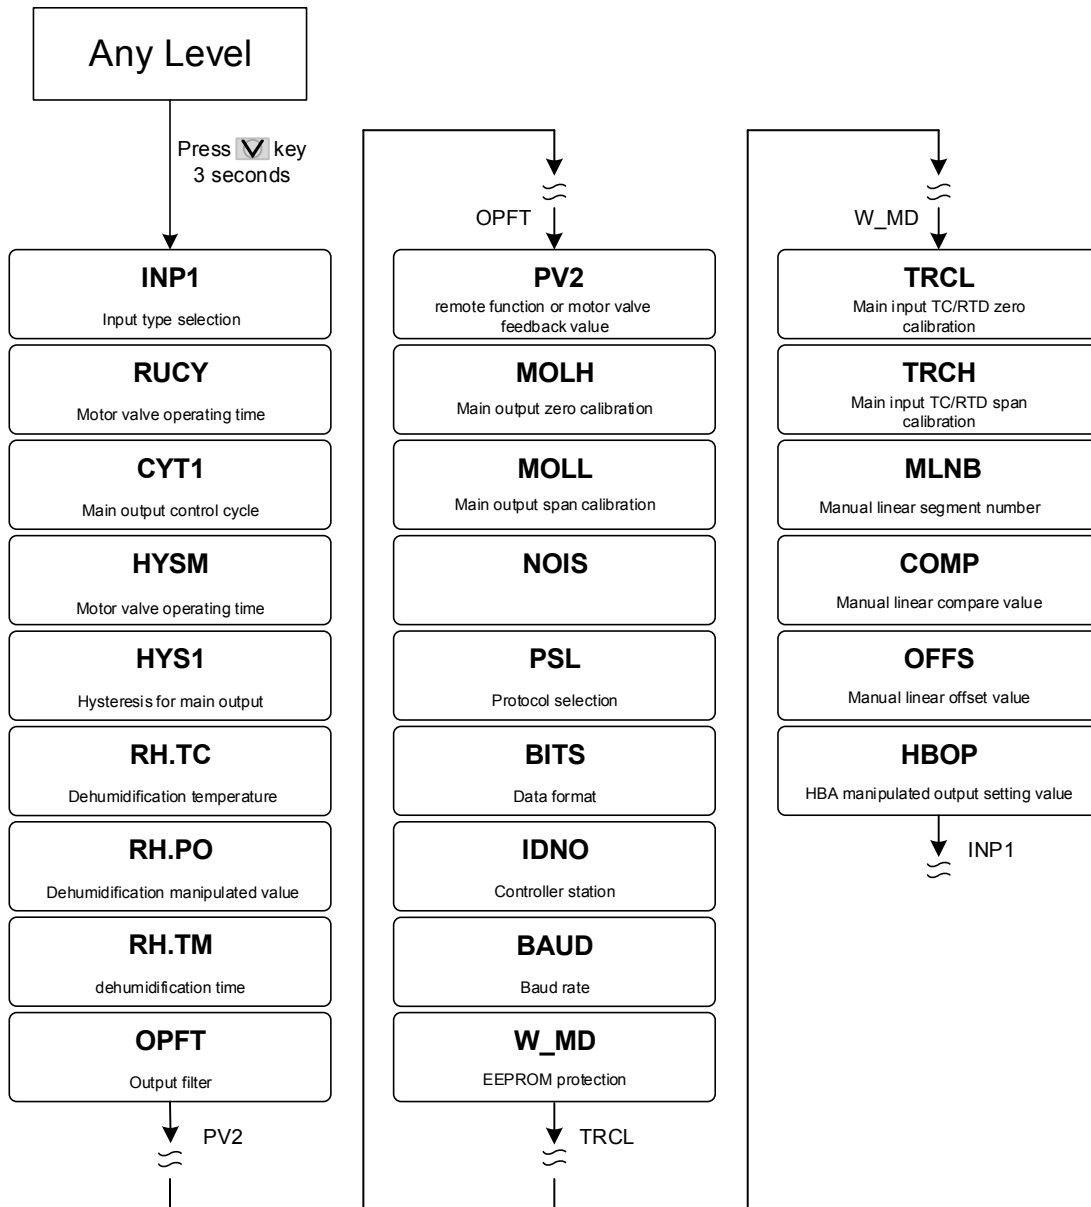 Any Level
Press V key
3 seconds
INP1
Input type selection
RUCY
Motor valve operating time
CYT1
Main output control cycle
HYSM
Motor valve operating time
HYS1
Hysteresis for main output
RH.TC
Dehumidification temperature
RH.PO
Dehumidification manipulated value
RH.TM
dehumidification time
OPFT
Output filter
PV2
OPFT
PV2
remote function or motor valve
feedback value
MOLH
Main output zero calibration
MOLL
Main output span calibration
NOIS
PSL
Protocol selection
BITS
Data format
IDNO
Controller station
BAUD
Baud rate
W_MD
EEPROM protection
TRCL
W_MD
TRCL
Main input TC/RTD zero
calibration
TRCH
Main input TC/RTD span
calibration
MLNB
Manual linear segment number
COMP
Manual linear compare value
OFFS
Manual linear offset value
HBOP
HBA manipulated output setting value
INP1